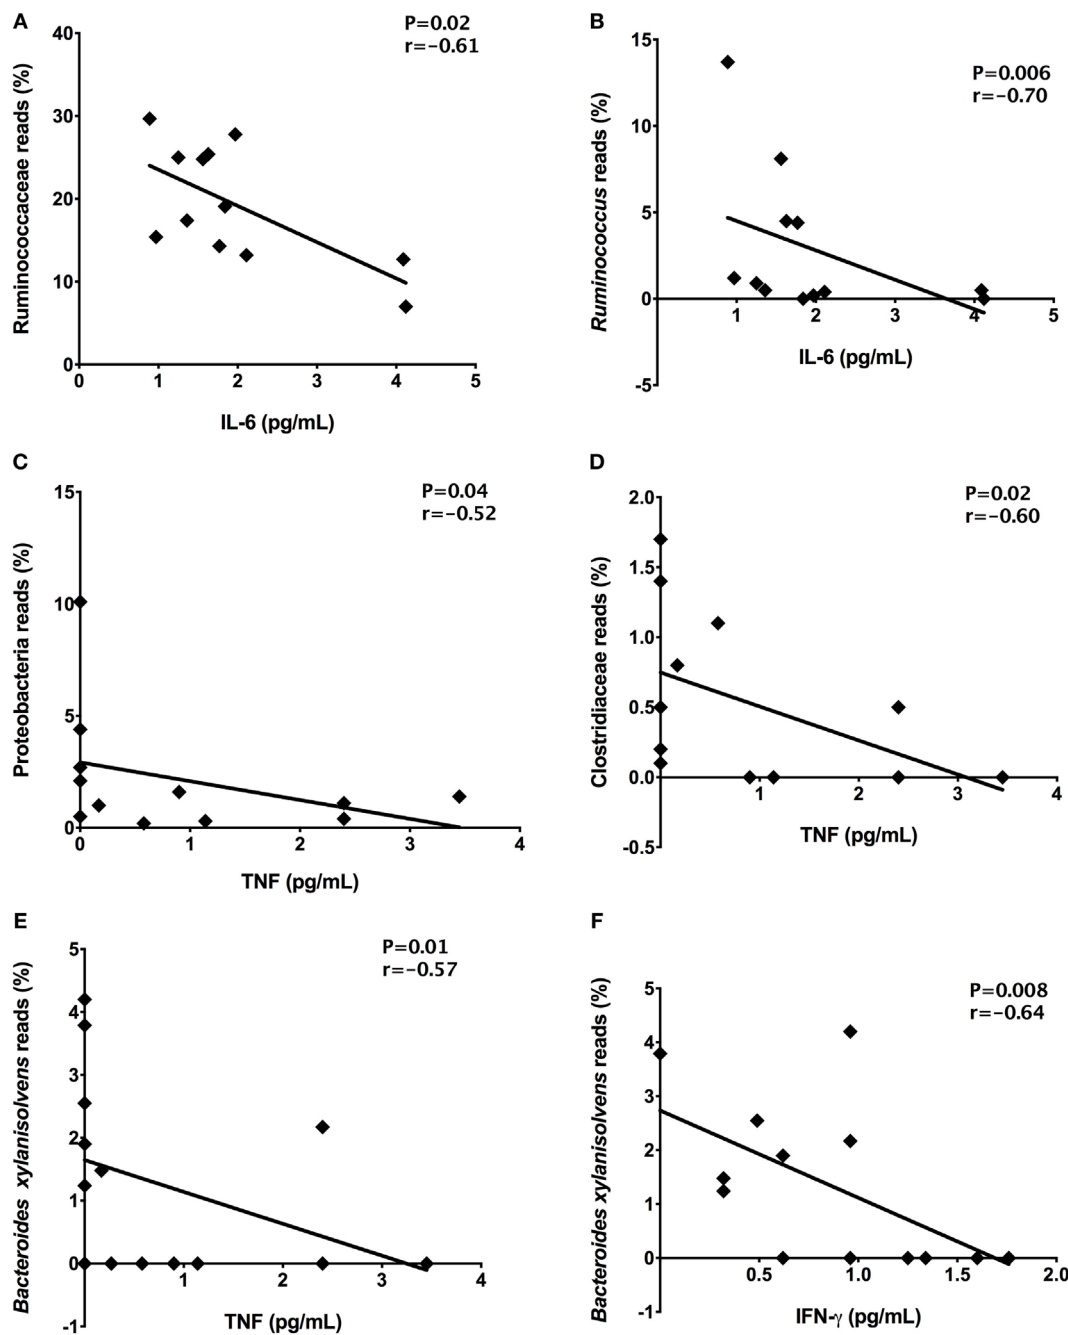 A
P=0.02
r=−0.61
Ruminococcaceae reads (%)
40
30
20
10
0
0 1 2 3 4 5
IL-6 (pg/mL)
B
P=0.006
r=−0.70
Ruminococcus reads (%)
15
10
5
0
-5
1 2 3 4 5
IL-6 (pg/mL)
C
P=0.04
r=−0.52
Proteobacteria reads (%)
15
10
5
0
0 1 2 3 4
TNF (pg/mL)
D
P=0.02
r=−0.60
Clostridiaceae reads (%)
2.0
1.5
1.0
0.5
0.0
-0.5
1 2 3 4
TNF (pg/mL)
E
P=0.01
r=−0.57
Bacteroides xylanisolvens reads (%)
5
4
3
2
1
0
-1
1 2 3 4
TNF (pg/mL)
F
P=0.008
r=−0.64
Bacteroides xylanisolvens reads (%)
5
4
3
2
1
0
-1
0.5 1.0 1.5 2.0
IFN-γ (pg/mL)